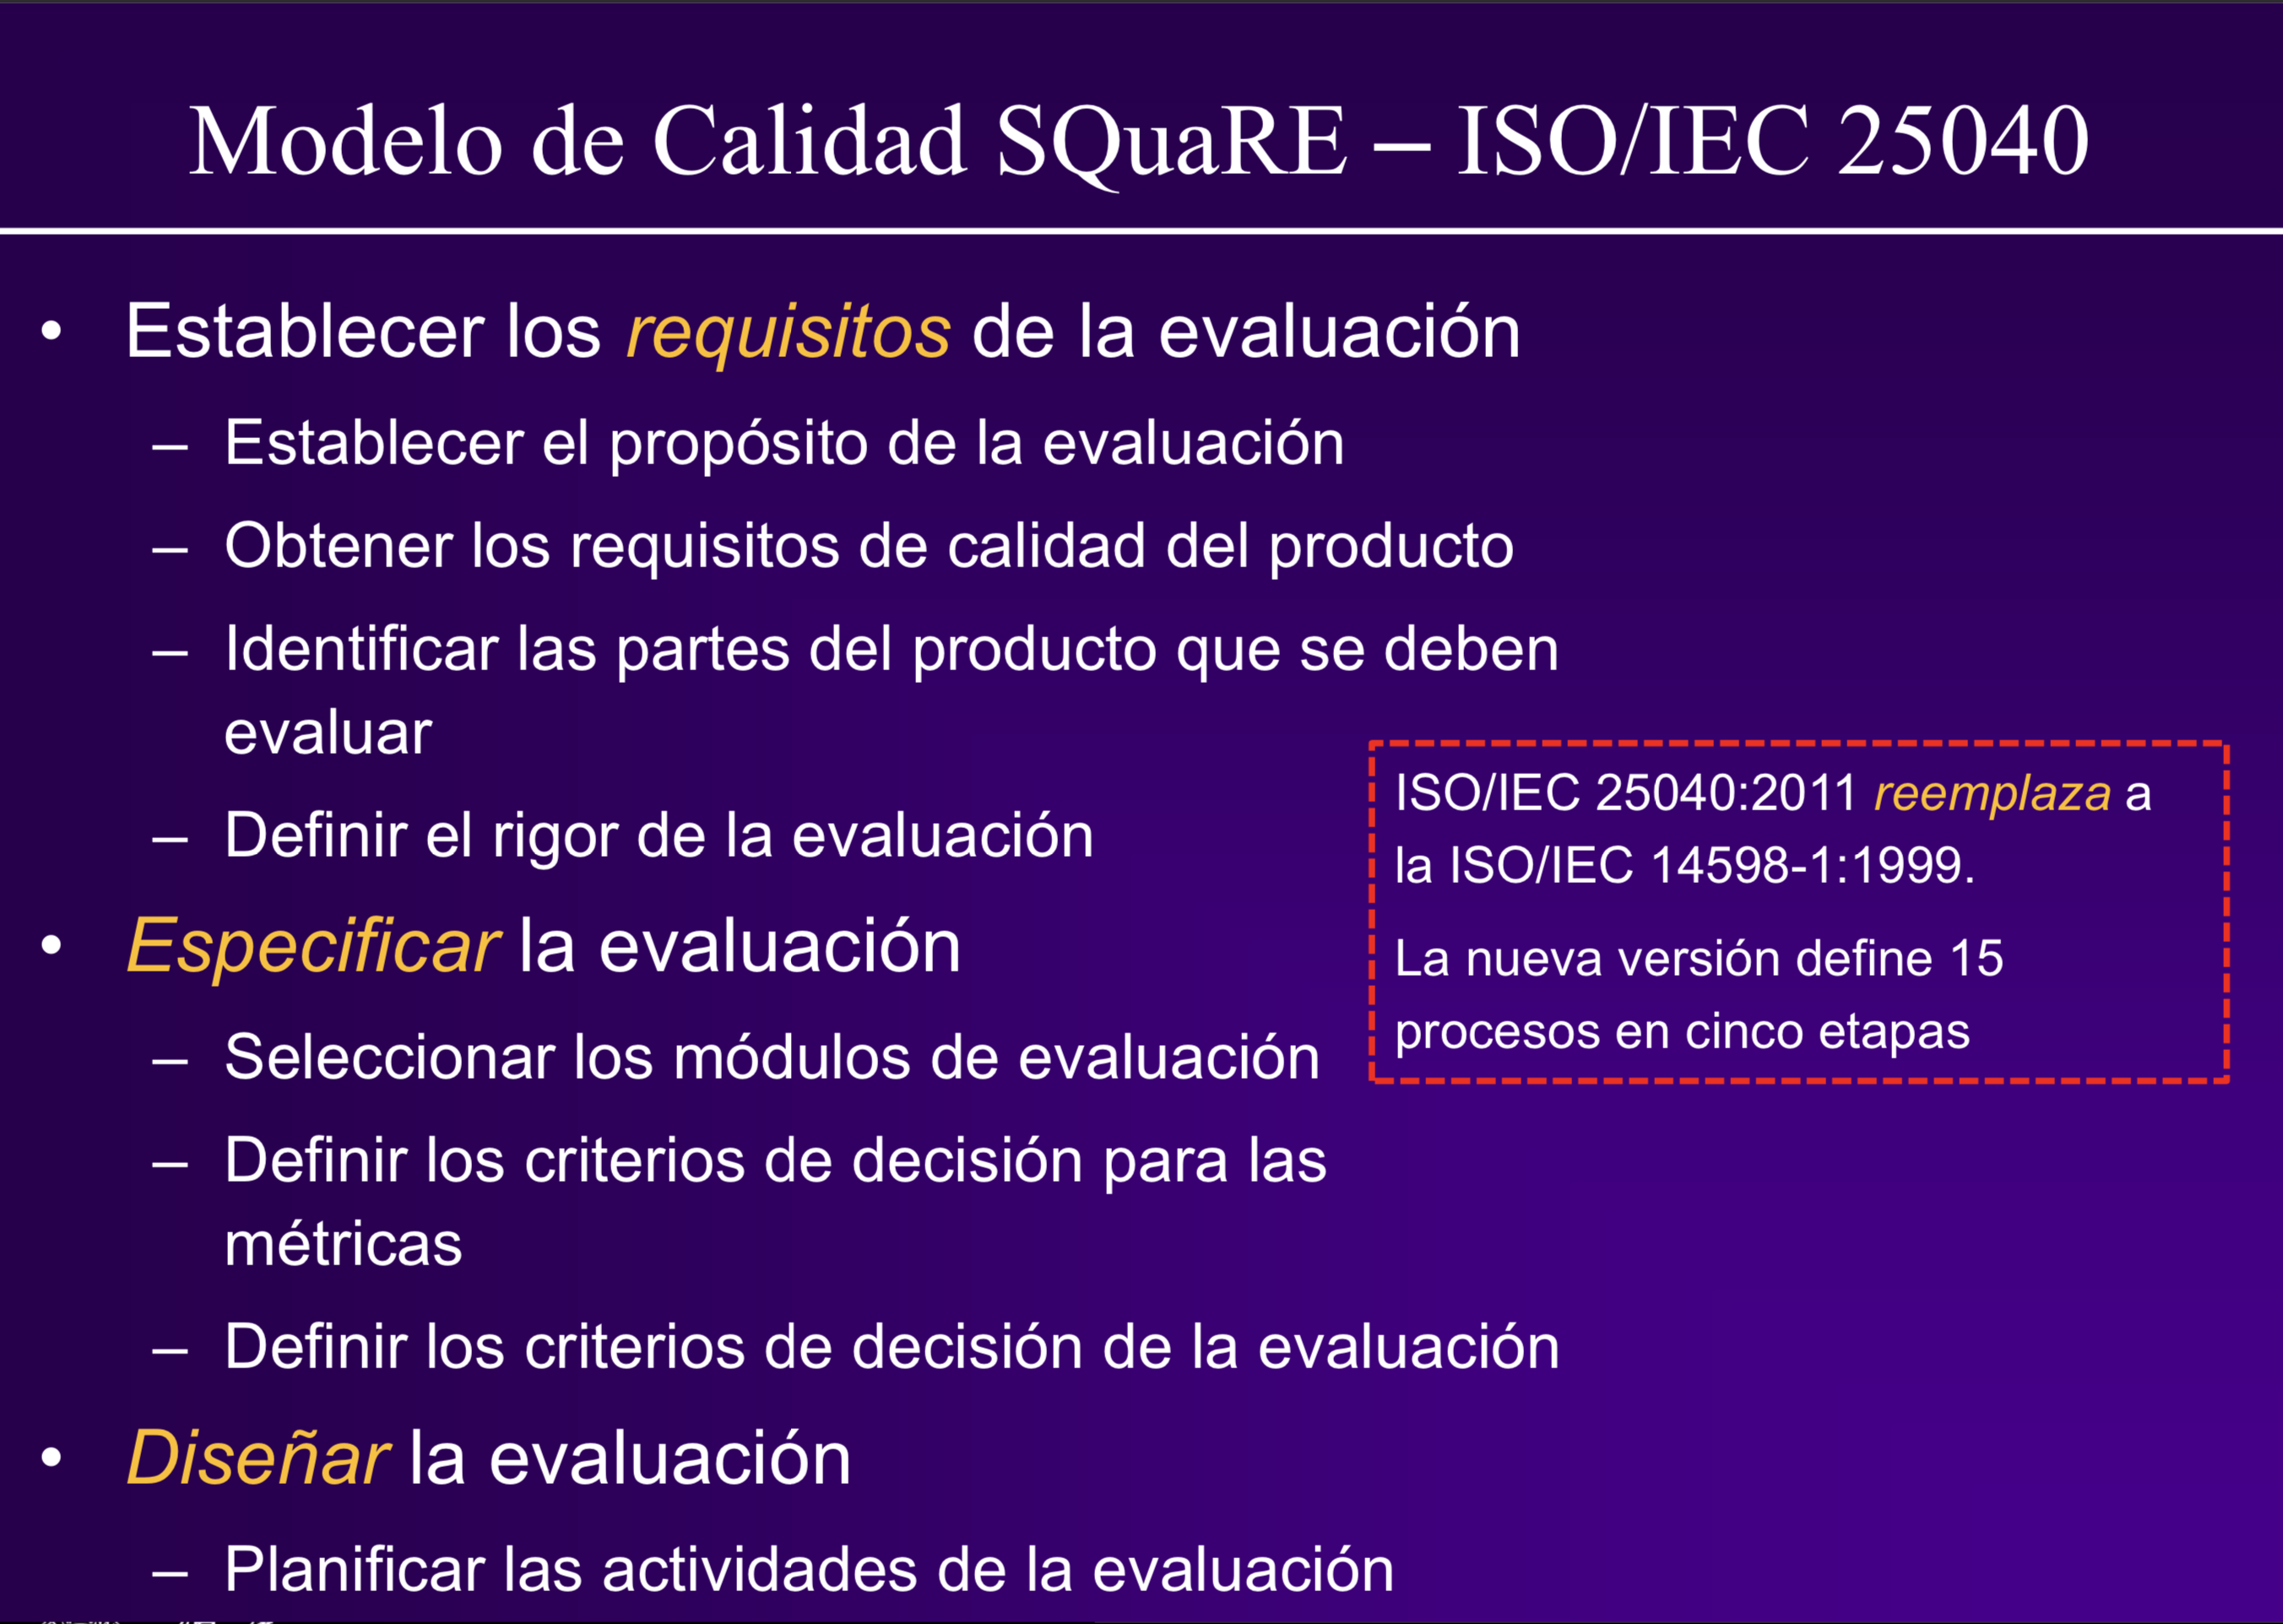 Modelo de Calidad SQuaRE – ISO/IEC 25040
• Establecer los requisitos de la evaluación
– Establecer el propósito de la evaluación
– Obtener los requisitos de calidad del producto
– Identificar las partes del producto que se deben
evaluar
– Definir el rigor de la evaluación
• Especificar la evaluación
– Seleccionar los módulos de evaluación
– Definir los criterios de decisión para las
métricas
– Definir los criterios de decisión de la evaluación
• Diseñar la evaluación
– Planificar las actividades de la evaluación
ISO/IEC 25040:2011 reemplaza a
la ISO/IEC 14598-1:1999.
La nueva versión define 15
procesos en cinco etapas